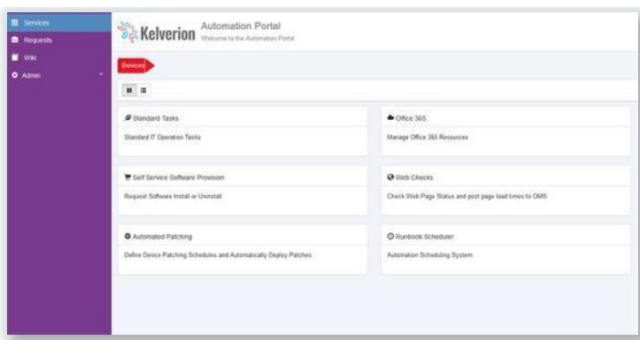 Services
Requests
Wiki
Admin
Kelverion
Automation Portal
Welcome to the Automation Portal
Services
Standard Tasks
Standard IT Operation Tasks
Office 365
Manage Office 365 Resources
Self Service Software Provision
Request Software Install or Uninstall
Web Checks
Check Web Page Status and post page load times to OMS
Automated Patching
Define Device Patching Schedules and Automatically Deploy Patches
Runbook Scheduler
Automation Scheduling System